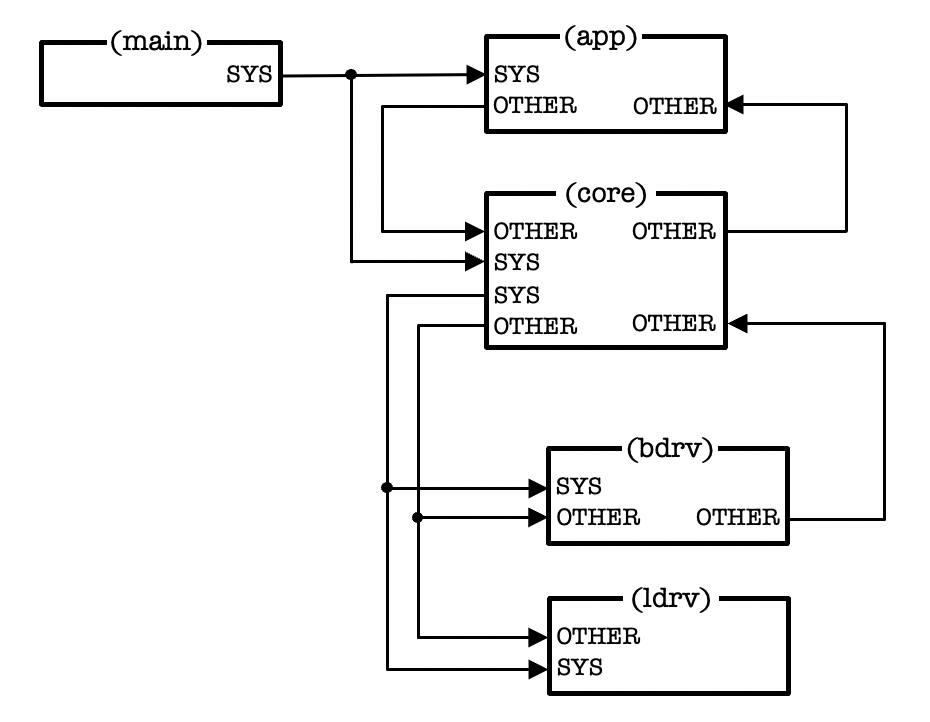 (main)
SYS
(app)
SYS
OTHER OTHER
(core)
OTHER OTHER
SYS
SYS
OTHER OTHER
(bdrv)
SYS
OTHER OTHER
(ldrv)
OTHER
SYS